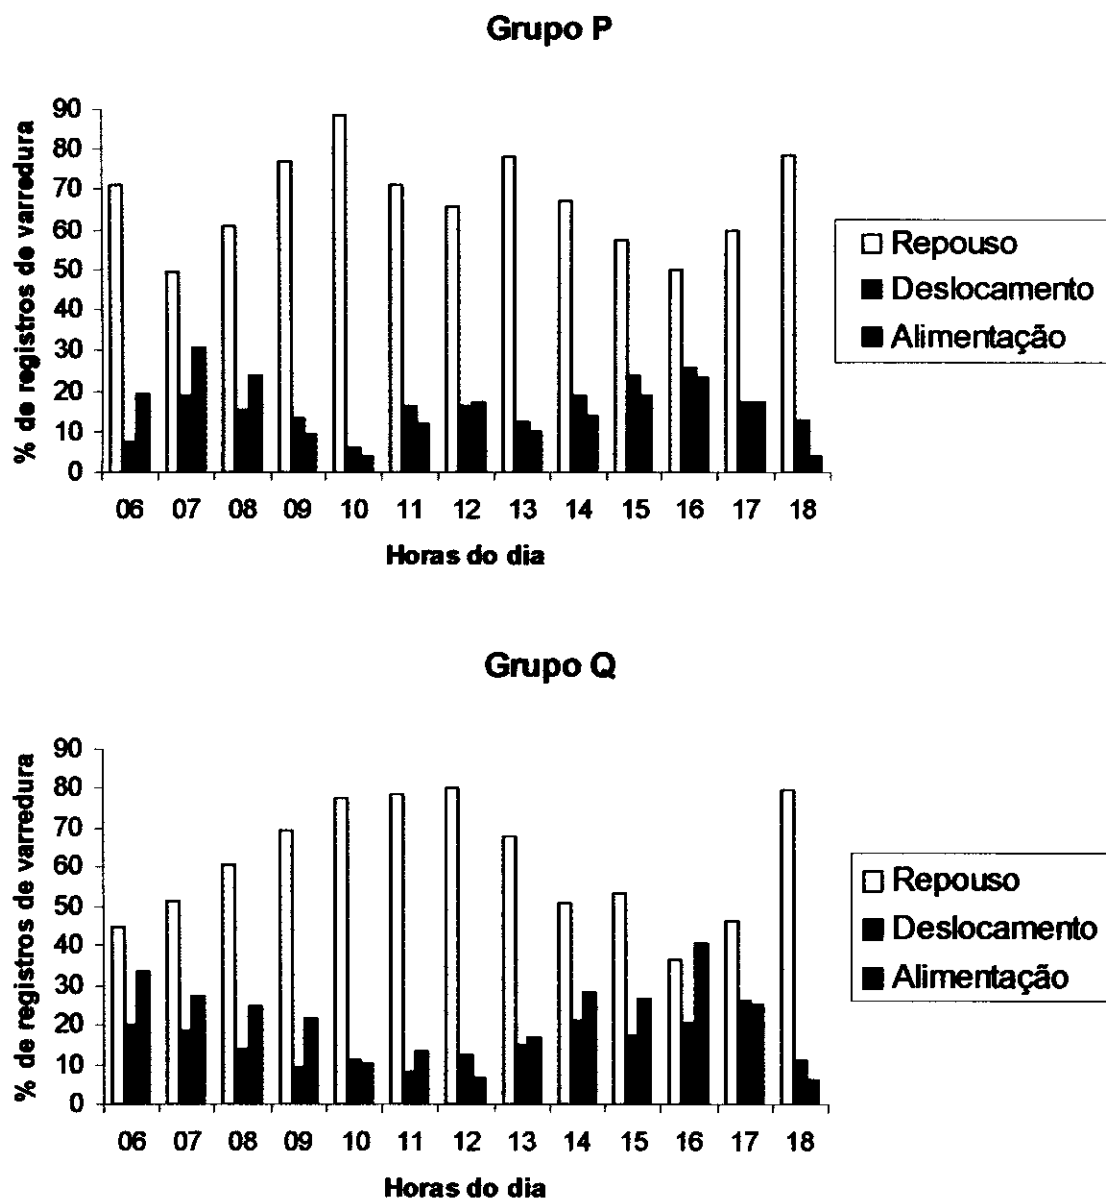 Grupo P
% de registros de varredura
90
80
70
60
50
40
30
20
10
0
06 07 08 09 10 11 12 13 14 15 16 17 18
Horas do dia
Repouso
Deslocamento
Alimentação
Grupo Q
% de registros de varredura
90
80
70
60
50
40
30
20
10
0
06 07 08 09 10 11 12 13 14 15 16 17 18
Horas do dia
Repouso
Deslocamento
Alimentação